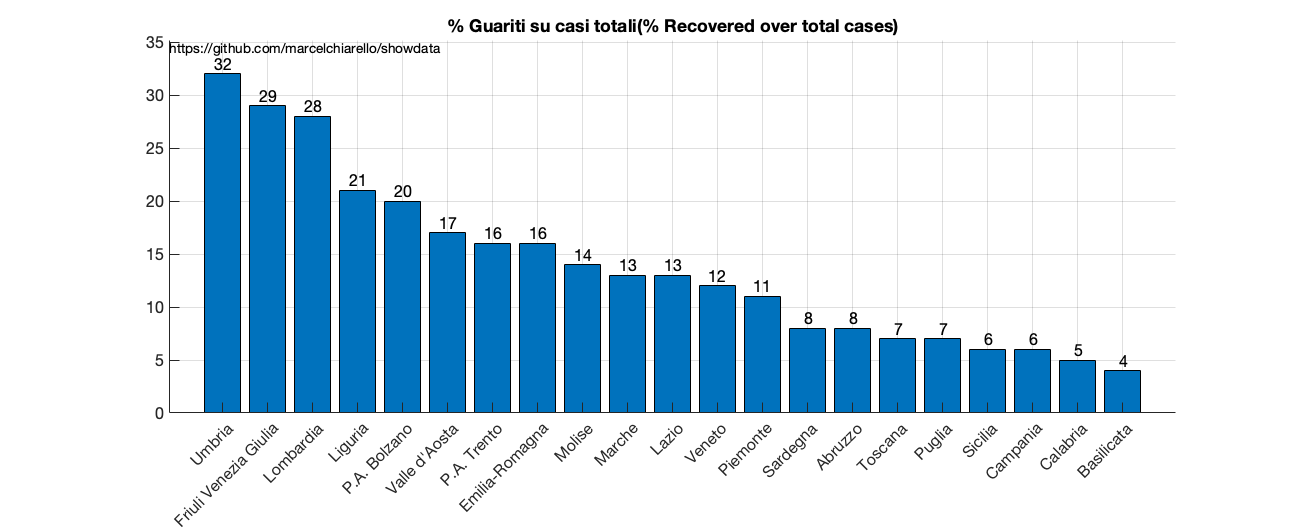 % Guariti su casi totali(% Recovered over total cases)
https://github.com/marcelchiarello/showdata
35
30
25
20
15
10
5
0
32
29
28
21
20
17
16
16
14
13
13
12
11
8
8
7
7
6
6
5
4
Umbria
Friuli Venezia Giulia
Lombardia
Liguria
P.A. Bolzano
Valle d'Aosta
P.A. Trento
Emilia-Romagna
Molise
Marche
Lazio
Veneto
Piemonte
Sardegna
Abruzzo
Toscana
Puglia
Sicilia
Campania
Calabria
Basilicata